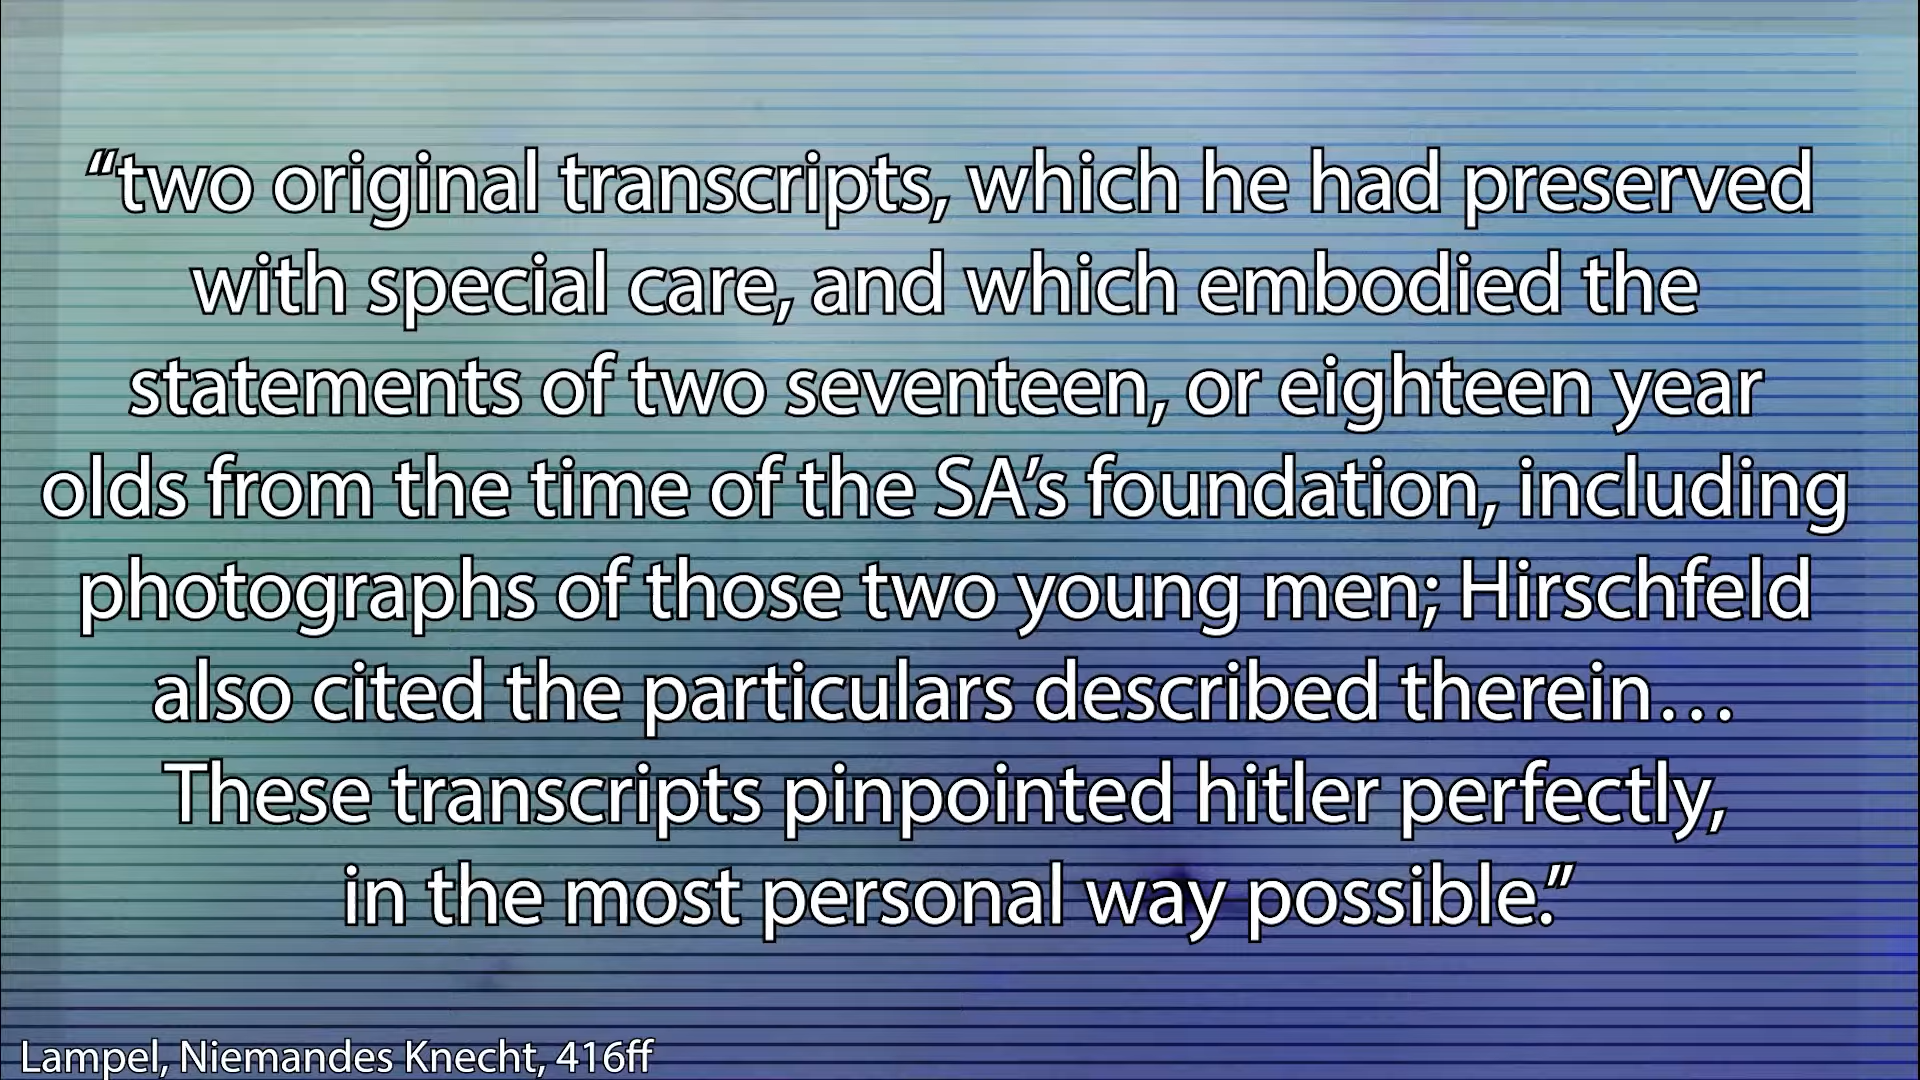 “two original transcripts, which he had preserved
with special care, and which embodied the
statements of two seventeen, or eighteen year
olds from the time of the SA’s foundation, including
photographs of those two young men; Hirschfeld
also cited the particulars described therein…
These transcripts pinpointed hitler perfectly,
in the most personal way possible.”
Lampel, Niemandes Knecht, 416ff